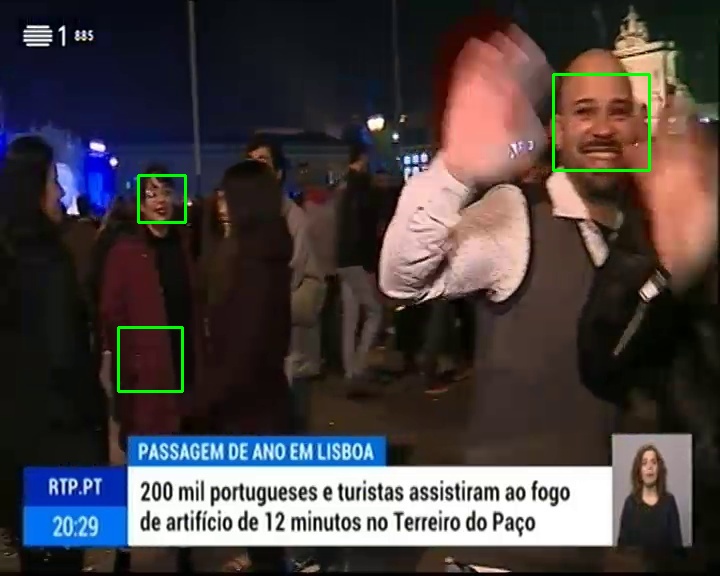 1 885
PASSAGEM DE ANO EM LISBOA
RTP.PT
200 mil portugueses e turistas assistiram ao fogo
20:29
de artifício de 12 minutos no Terreiro do Paço